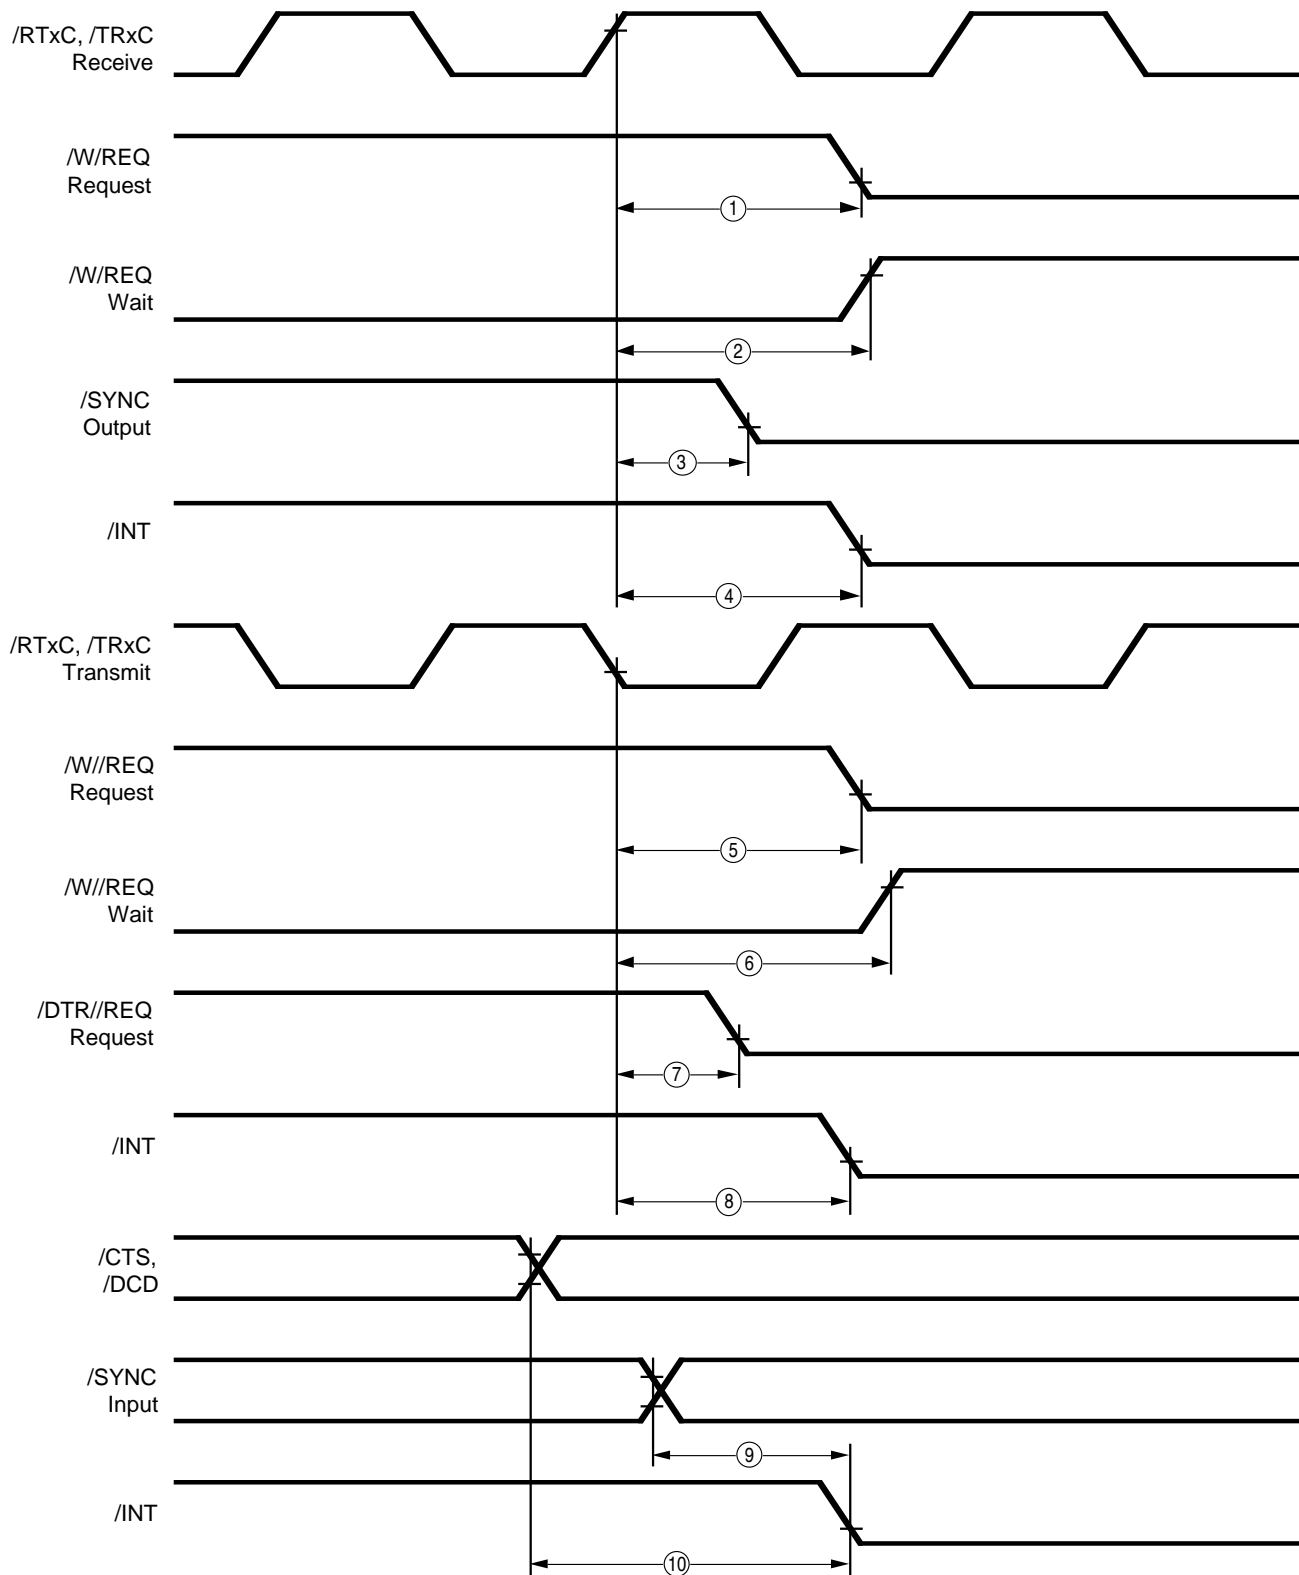 /RTxC, /TRxC
Receive
/W/REQ
Request
1
/W/REQ
Wait
2
/SYNC
Output
3
/INT
4
/RTxC, /TRxC
Transmit
/W//REQ
Request
5
/W//REQ
Wait
6
/DTR//REQ
Request
7
/INT
8
/CTS,
/DCD
/SYNC
Input
9
/INT
10